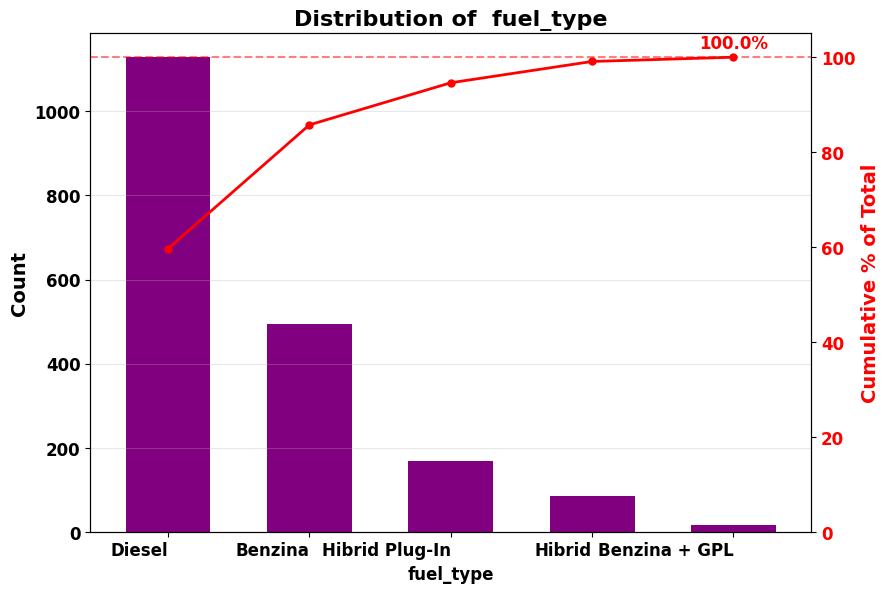 Distribution of  fuel_type
100.0%
1000
800
600
400
200
0
Count
100
80
60
40
20
0
Cumulative % of Total
Diesel
Benzina
Hibrid Plug-In
Hibrid
Benzina + GPL
fuel_type